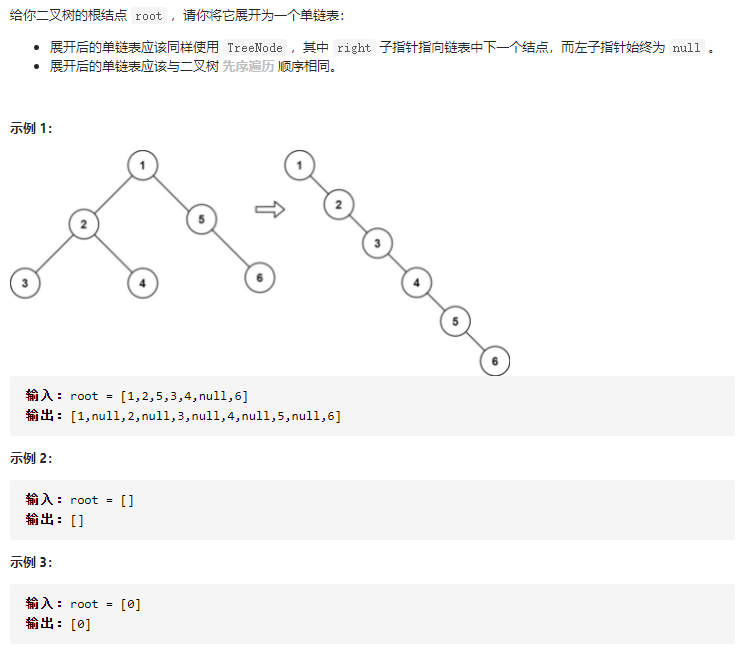 给你二叉树的根结点 root ，请你将它展开为一个单链表：
展开后的单链表应该同样使用 TreeNode ，其中 right 子指针指向链表中下一个结点，而左子指针始终为 null 。
展开后的单链表应该与二叉树 先序遍历 顺序相同。
示例 1：
1 1
2 5 2
3 4 6 3
4
5
6
输入：root = [1,2,5,3,4,null,6]
输出：[1,null,2,null,3,null,4,null,5,null,6]
示例 2：
输入：root = []
输出：[]
示例 3：
输入：root = [0]
输出：[0]